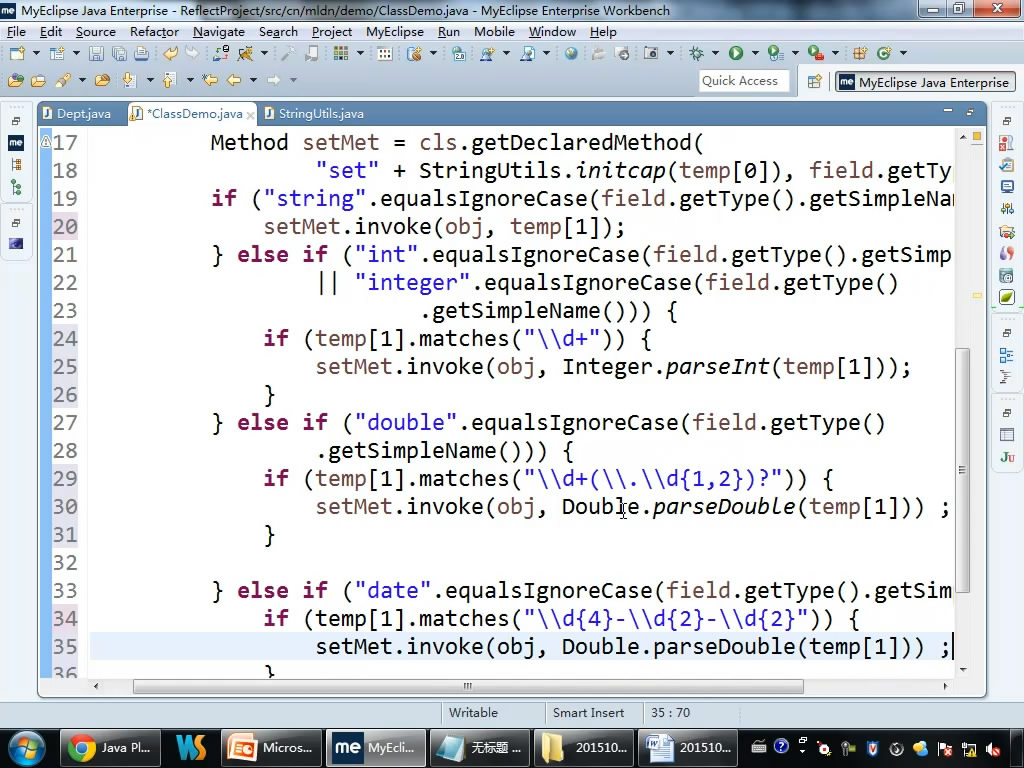 MyEclipse Java Enterprise - ReflectProject/src/cn/mldn/demo/ClassDemo.java - MyEclipse Enterprise Workbench
File Edit Source Refactor Navigate Search Project MyEclipse Run Mobile Window Help
Quick Access
me MyEclipse Java Enterprise
Dept.java *ClassDemo.java StringUtils.java
17 Method setMet = cls.getDeclaredMethod(
18 "set" + StringUtils.initcap(temp[0]), field.getTy
19 if ("string".equalsIgnoreCase(field.getType().getSimpleNa
20 setMet.invoke(obj, temp[1]);
21 } else if ("int".equalsIgnoreCase(field.getType().getSimp
22 || "integer".equalsIgnoreCase(field.getType()
23 .getSimpleName())) {
24 if (temp[1].matches("\\d+")) {
25 setMet.invoke(obj, Integer.parseInt(temp[1]));
26 }
27 } else if ("double".equalsIgnoreCase(field.getType()
28 .getSimpleName())) {
29 if (temp[1].matches("\\d+(\\.\\d{1,2})?")) {
30 setMet.invoke(obj, Double.parseDouble(temp[1])) ;
31 }
32
33 } else if ("date".equalsIgnoreCase(field.getType().getSim
34 if (temp[1].matches("\\d{4}-\\d{2}-\\d{2}")) {
35 setMet.invoke(obj, Double.parseDouble(temp[1])) ;
36 }
Writable Smart Insert 35 : 70
Java Pl... Micros... me MyEcli... 无标题 ... 201510... 201510...